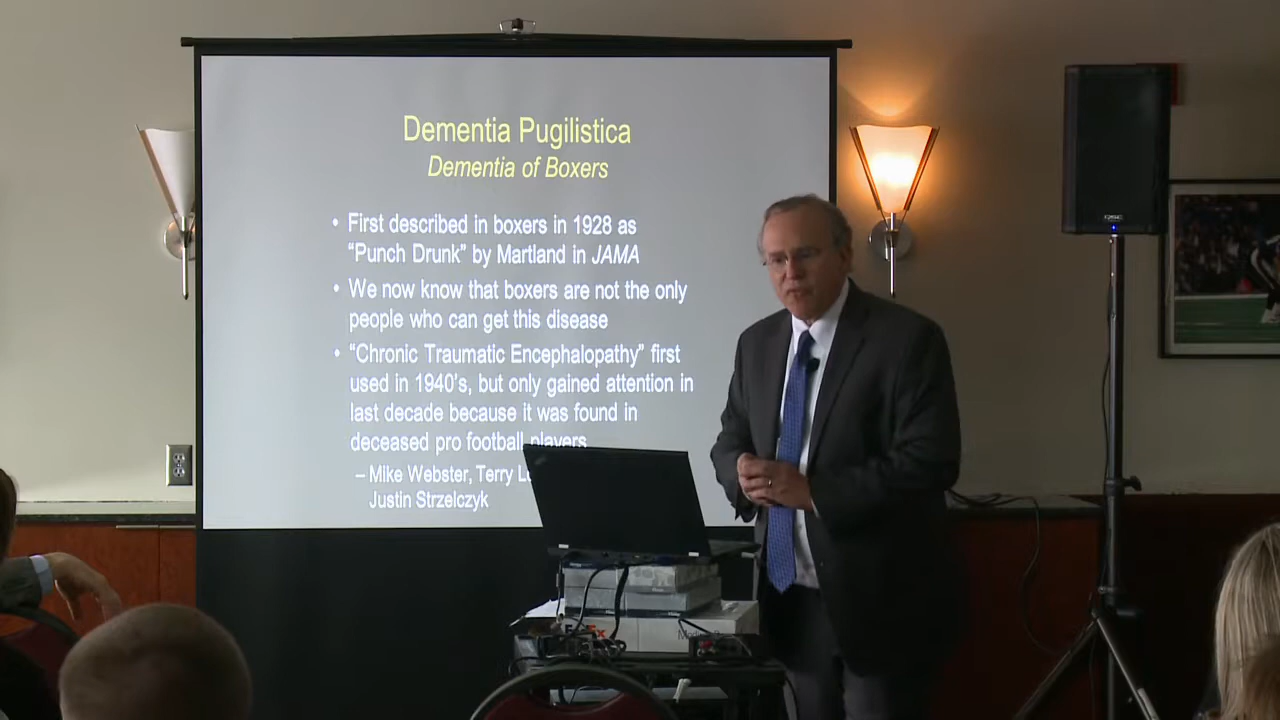 Dementia Pugilistica
Dementia of Boxers
• First described in boxers in 1928 as
“Punch Drunk” by Martland in JAMA
• We now know that boxers are not the only
people who can get this disease
• “Chronic Traumatic Encephalopathy” first
used in 1940’s, but only gained attention in
last decade because it was found in
deceased pro football players
– Mike Webster, Terry
Justin Strzelczyk